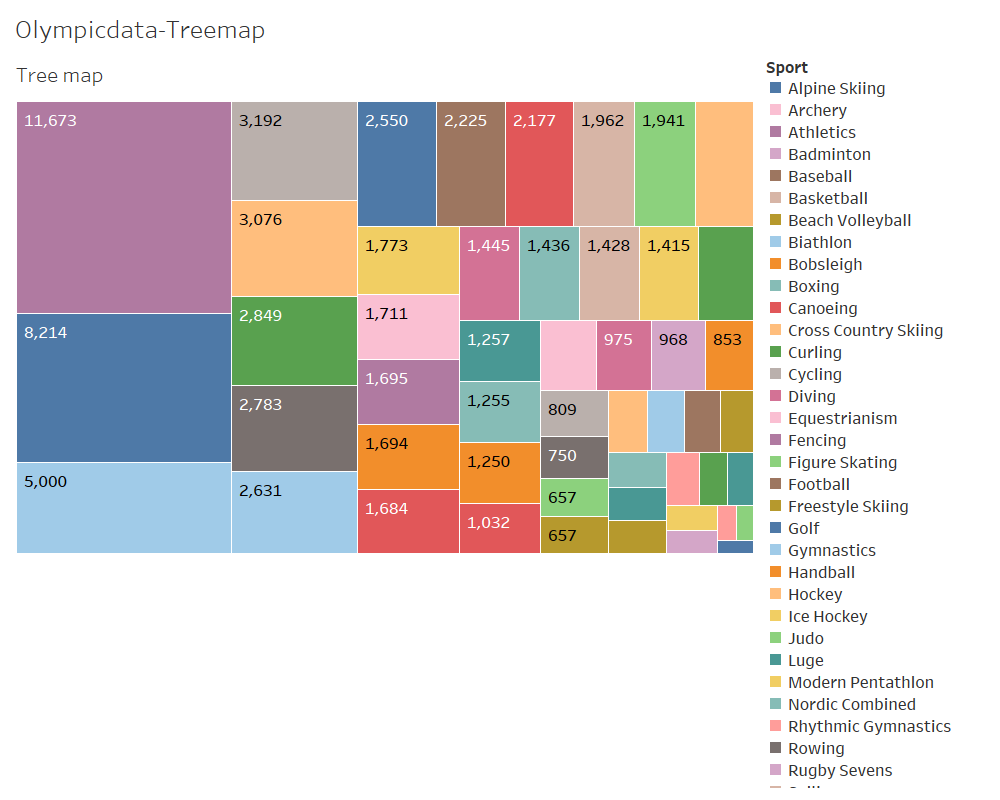 Olympicdata-Treemap
Tree map
11,673
8,214
5,000
3,192
3,076
2,849
2,783
2,631
2,550
2,225
2,177
1,962
1,941
1,773
1,711
1,695
1,694
1,684
1,445
1,436
1,428
1,415
1,257
1,255
1,250
1,032
975
968
853
809
750
657
657
Sport
Alpine Skiing
Archery
Athletics
Badminton
Baseball
Basketball
Beach Volleyball
Biathlon
Bobsleigh
Boxing
Canoeing
Cross Country Skiing
Curling
Cycling
Diving
Equestrianism
Fencing
Figure Skating
Football
Freestyle Skiing
Golf
Gymnastics
Handball
Hockey
Ice Hockey
Judo
Luge
Modern Pentathlon
Nordic Combined
Rhythmic Gymnastics
Rowing
Rugby Sevens